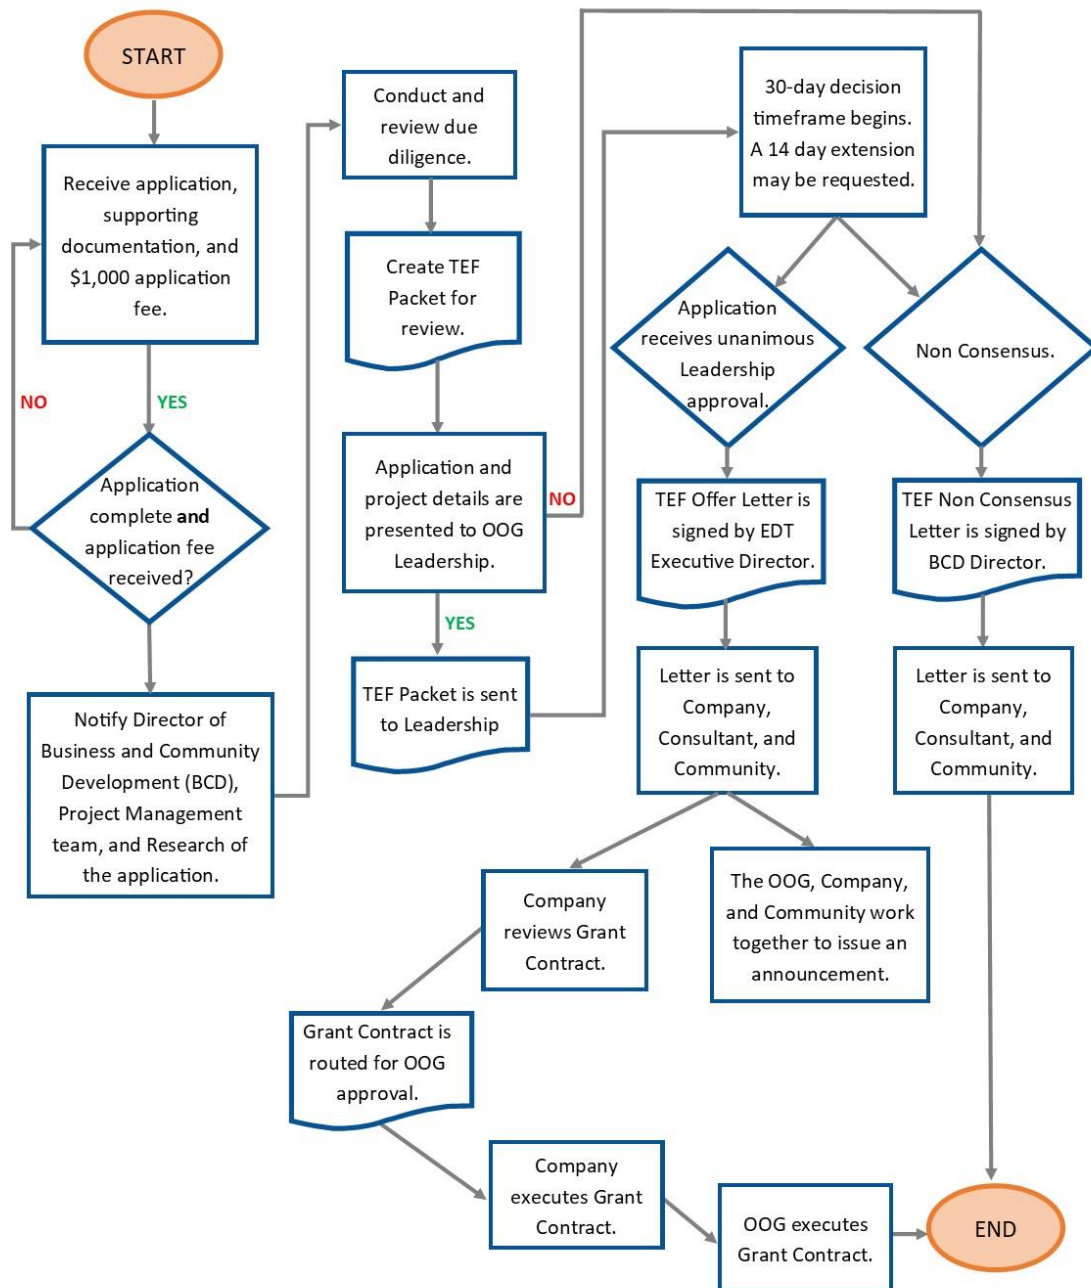 START
Receive application,
supporting
documentation, and
$1,000 application
fee.
NO
YES
Application
complete and
application fee
received?
Notify Director of
Business and Community
Development (BCD),
Project Management
team, and Research of
the application.
Conduct and
review due
diligence.
Create TEF
Packet for
review.
Application and
project details are
presented to OOG
Leadership.
NO
YES
TEF Packet is sent
to Leadership
30-day decision
timeframe begins.
A 14 day extension
may be requested.
Application
receives unanimous
Leadership
approval.
Non Consensus.
TEF Offer Letter is
signed by EDT
Executive Director.
TEF Non Consensus
Letter is signed by
BCD Director.
Letter is sent to
Company,
Consultant, and
Community.
Letter is sent to
Company,
Consultant, and
Community.
Company
reviews Grant
Contract.
The OOG, Company,
and Community work
together to issue an
announcement.
Grant Contract is
routed for OOG
approval.
Company
executes Grant
Contract.
OOG executes
Grant Contract.
END